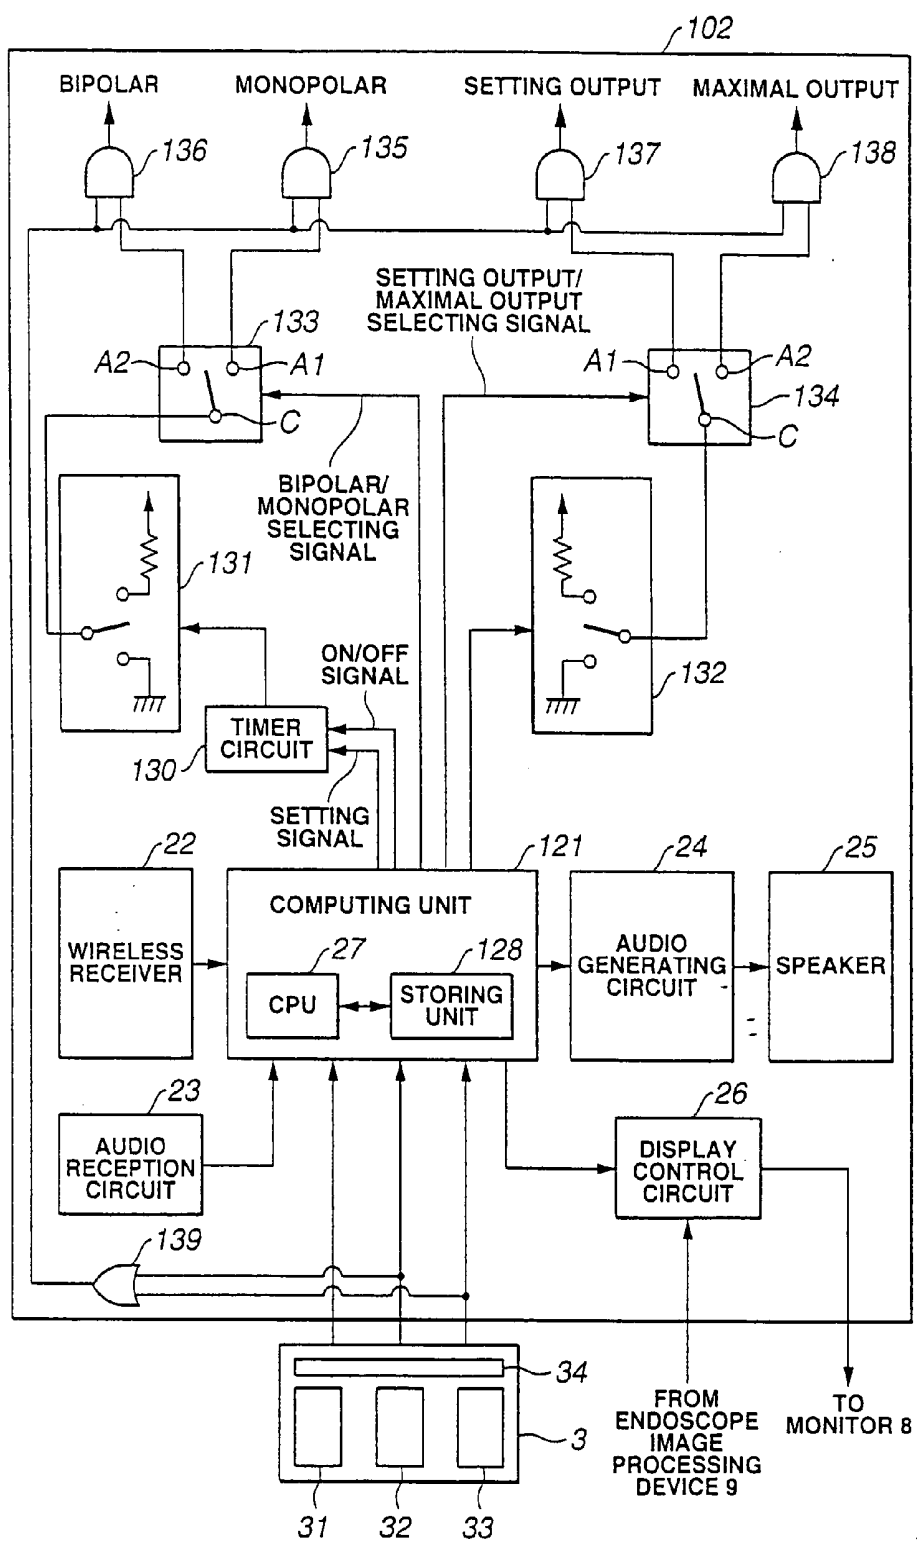 102
BIPOLAR
MONOPOLAR
SETTING OUTPUT
MAXIMAL OUTPUT
136
135
137
138
SETTING OUTPUT/
MAXIMAL OUTPUT
SELECTING SIGNAL
133
A2
A1
C
A1
A2
134
C
BIPOLAR/
MONOPOLAR
SELECTING
SIGNAL
131
132
ON/OFF
SIGNAL
TIMER
CIRCUIT
130
SETTING
SIGNAL
22
WIRELESS
RECEIVER
121
COMPUTING UNIT
27
CPU
128
STORING
UNIT
24
AUDIO
GENERATING
CIRCUIT
25
SPEAKER
23
AUDIO
RECEPTION
CIRCUIT
26
DISPLAY
CONTROL
CIRCUIT
139
34
3
31
32
33
FROM
ENDOSCOPE
IMAGE
PROCESSING
DEVICE 9
TO
MONITOR 8